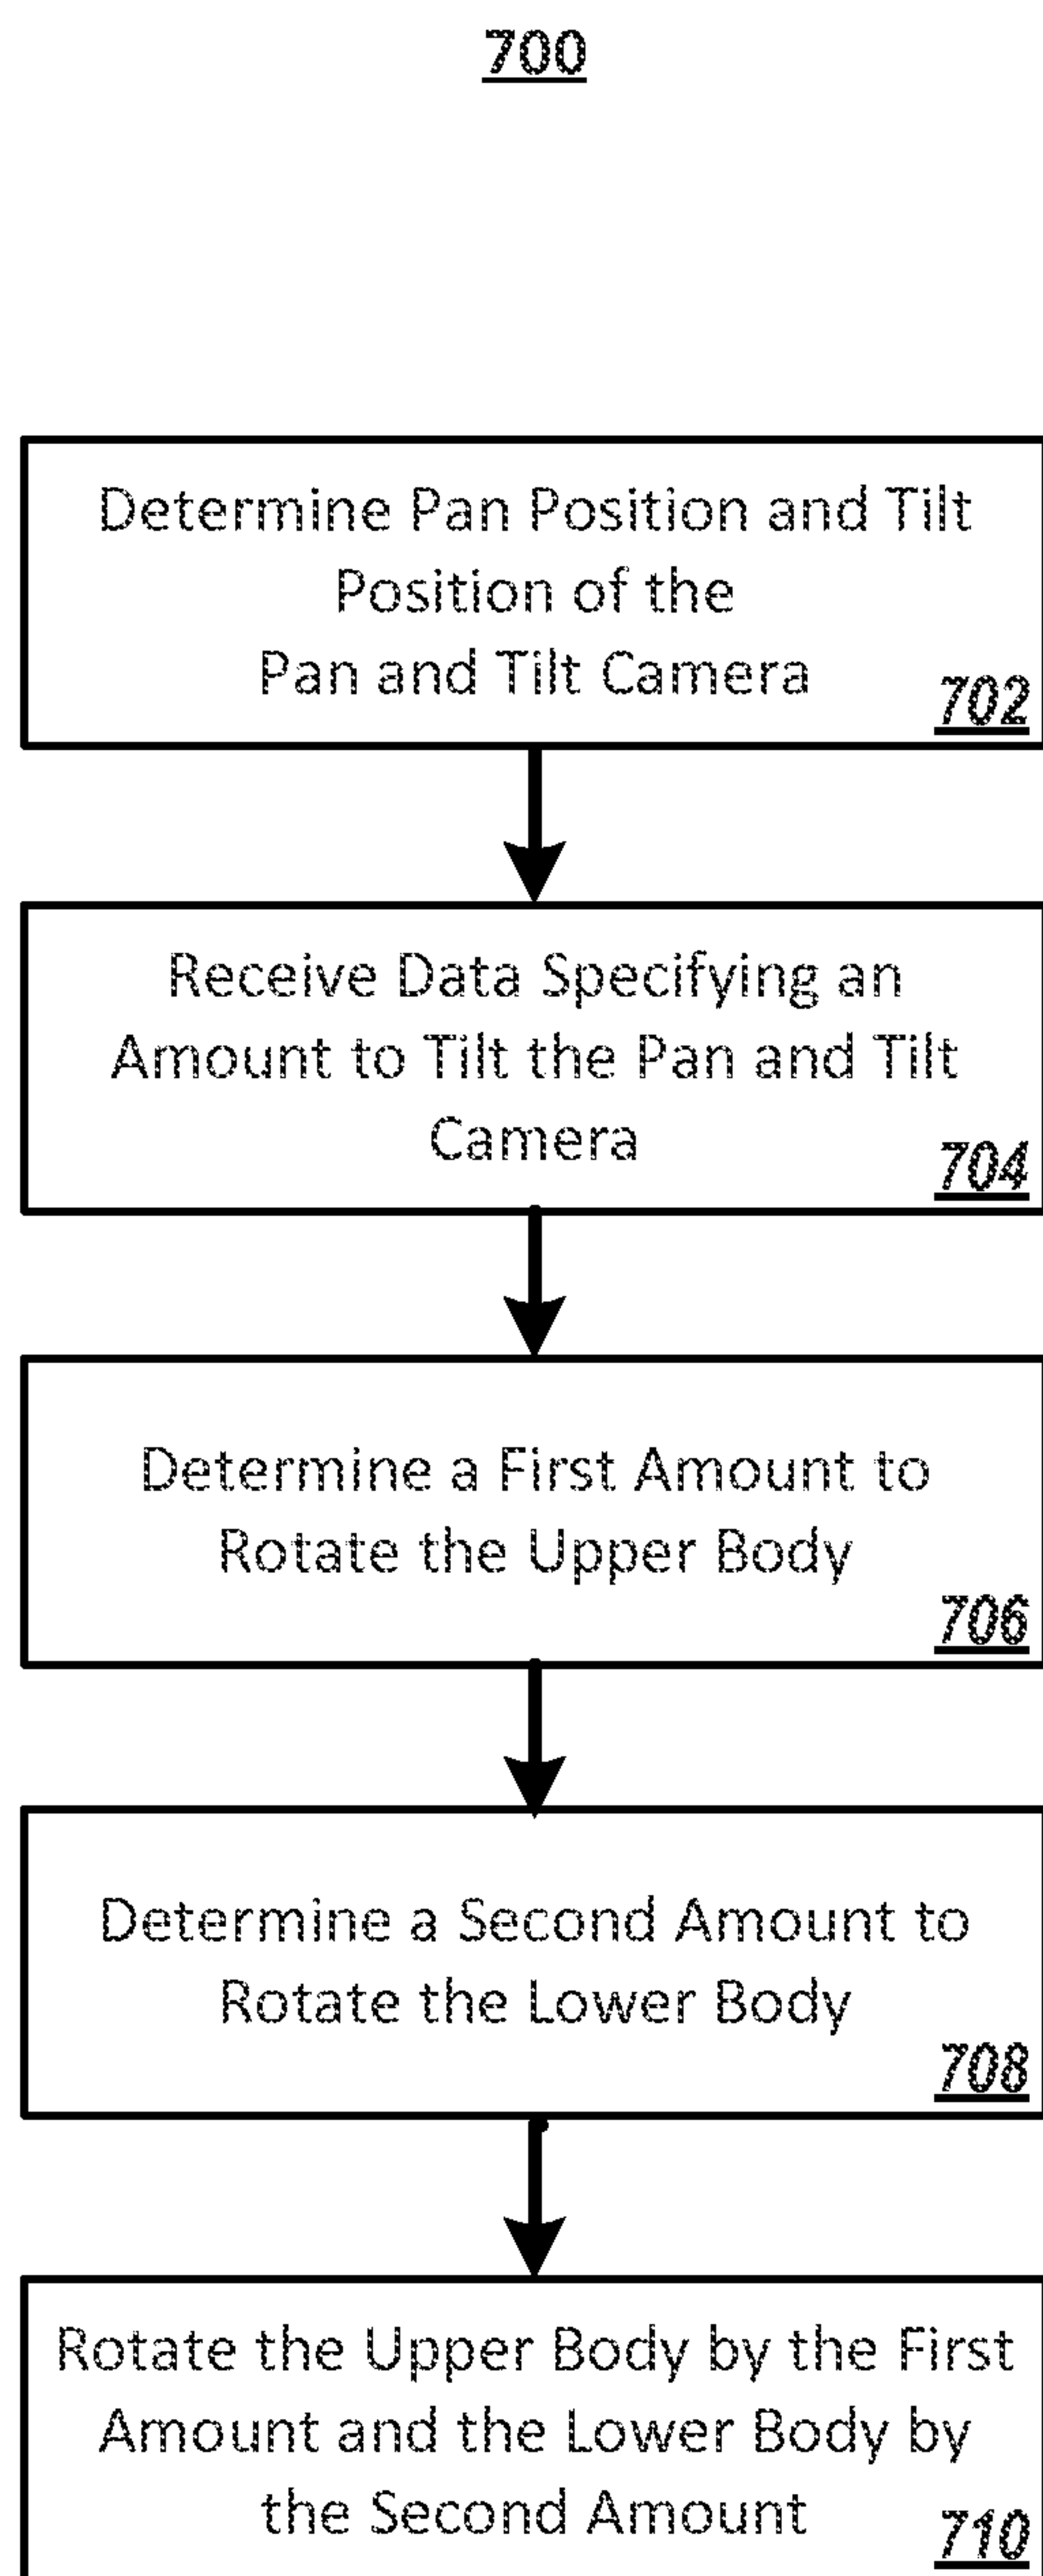 700
Determine Pan Position and Tilt
Position of the
Pan and Tilt Camera
702
Receive Data Specifying an
Amount to Tilt the Pan and Tilt
Camera
704
Determine a First Amount to
Rotate the Upper Body
706
Determine a Second Amount to
Rotate the Lower Body
708
Rotate the Upper Body by the First
Amount and the Lower Body by
the Second Amount
710